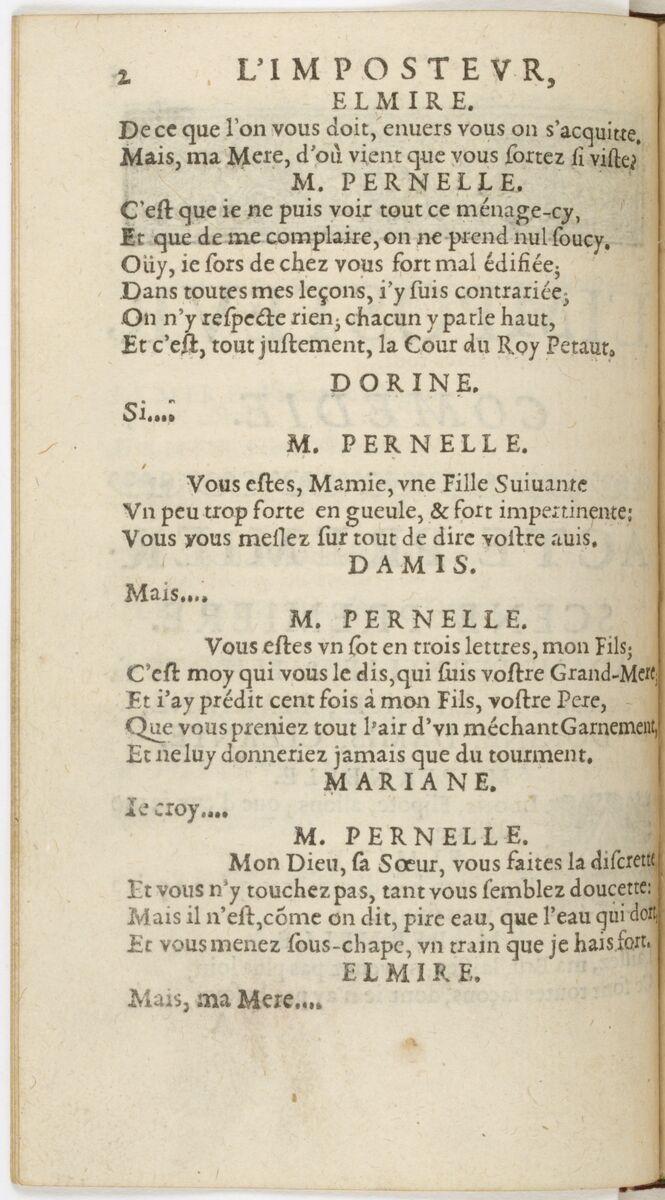 2 L'IMPOSTEVR,
ELMIRE.
De ce que l'on vous doit, enuers vous on s'acquitte.
Mais, ma Mere, d'où vient que vous ſortez ſi viſte?
M. PERNELLE.
C'eſt que ie ne puis voir tout ce ménage-cy,
Et que de me complaire, on ne prend nul ſoucy.
Oüy, ie ſors de chez vous fort mal édifiée;
Dans toutes mes leçons, i'y ſuis contrariée;
On n'y reſpecte rien; chacun y parle haut,
Et c'eſt, tout juſtement, la Cour du Roy Petaut.
DORINE.
Si....
M. PERNELLE.
Vous eſtes, Mamie, vne Fille Suiuante
Vn peu trop forte en gueule, & fort impertinente:
Vous vous meſlez ſur tout de dire voſtre auis.
DAMIS.
Mais....
M. PERNELLE.
Vous eſtes vn ſot en trois lettres, mon Fils;
C'eſt moy qui vous le dis, qui ſuis voſtre Grand-Mere;
Et i'ay prédit cent fois à mon Fils, voſtre Pere,
Que vous preniez tout l'air d'vn méchant Garnement,
Et ne luy donneriez jamais que du tourment.
MARIANE.
Ie croy....
M. PERNELLE.
Mon Dieu, ſa Sœur, vous faites la diſcrette
Et vous n'y touchez pas, tant vous ſemblez doucette:
Mais il n'eſt, cõme on dit, pire eau, que l'eau qui dort,
Et vous menez ſous-chape, vn train que je hais fort.
ELMIRE.
Mais, ma Mere....